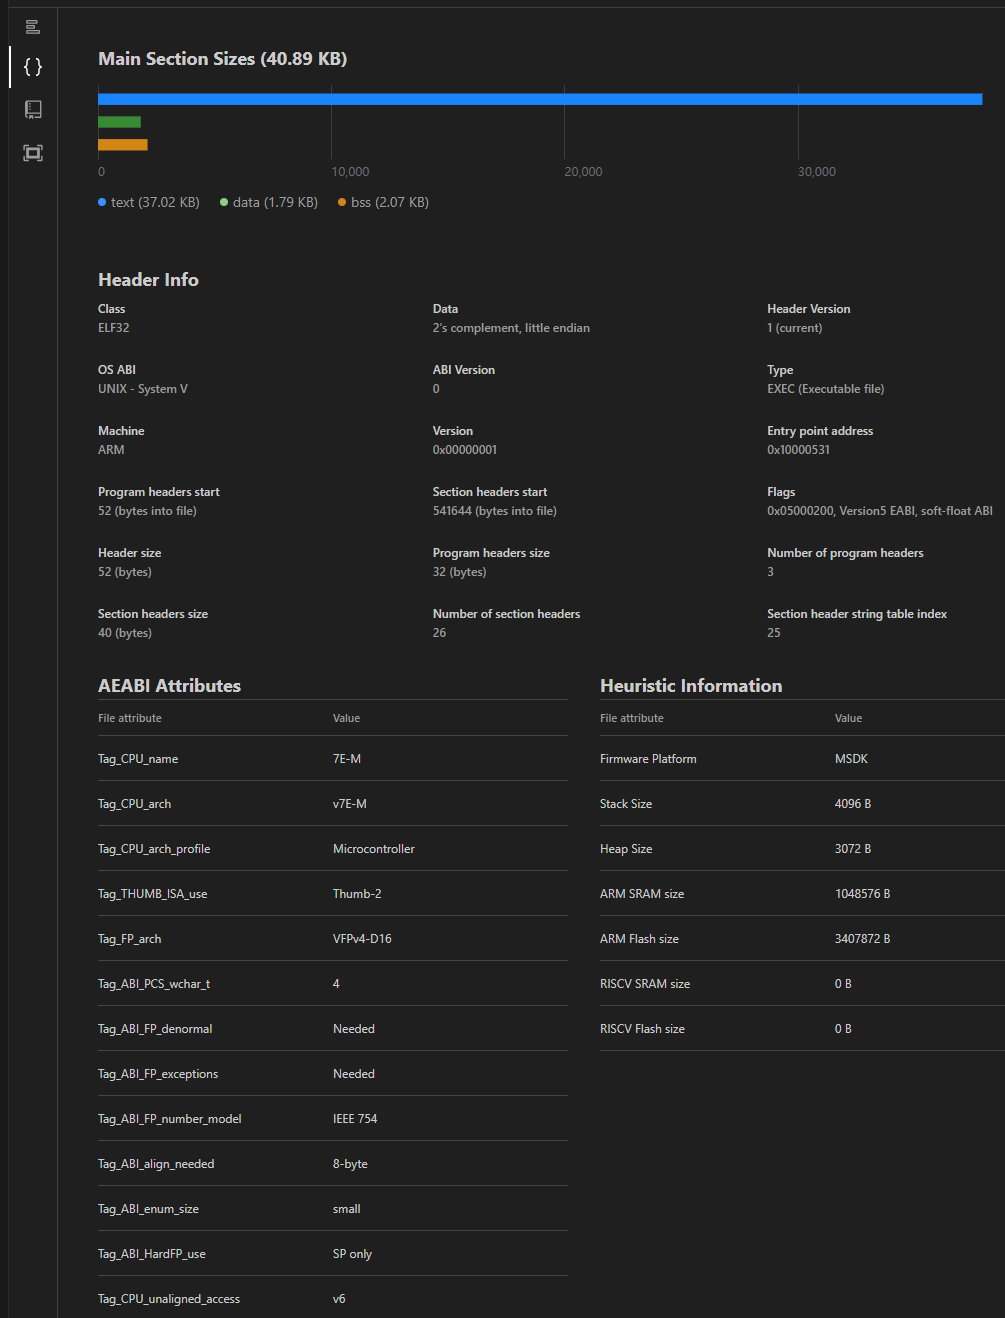 Main Section Sizes (40.89 KB)
0 10,000 20,000 30,000
text (37.02 KB) data (1.79 KB) bss (2.07 KB)
Header Info
Class Data Header Version
ELF32 2's complement, little endian 1 (current)
OS ABI ABI Version Type
UNIX - System V 0 EXEC (Executable file)
Machine Version Entry point address
ARM 0x00000001 0x10000531
Program headers start Section headers start Flags
52 (bytes into file) 541644 (bytes into file) 0x05000200, Version5 EABI, soft-float ABI
Header size Program headers size Number of program headers
52 (bytes) 32 (bytes) 3
Section headers size Number of section headers Section header string table index
40 (bytes) 26 25
AEABI Attributes Heuristic Information
File attribute Value File attribute Value
Tag_CPU_name 7E-M Firmware Platform MSDK
Tag_CPU_arch v7E-M Stack Size 4096 B
Tag_CPU_arch_profile Microcontroller Heap Size 3072 B
Tag_THUMB_ISA_use Thumb-2 ARM SRAM size 1048576 B
Tag_FP_arch VFPv4-D16 ARM Flash size 3407872 B
Tag_ABI_PCS_wchar_t 4 RISCV SRAM size 0 B
Tag_ABI_FP_denormal Needed RISCV Flash size 0 B
Tag_ABI_FP_exceptions Needed
Tag_ABI_FP_number_model IEEE 754
Tag_ABI_align_needed 8-byte
Tag_ABI_enum_size small
Tag_ABI_HardFP_use SP only
Tag_CPU_unaligned_access v6